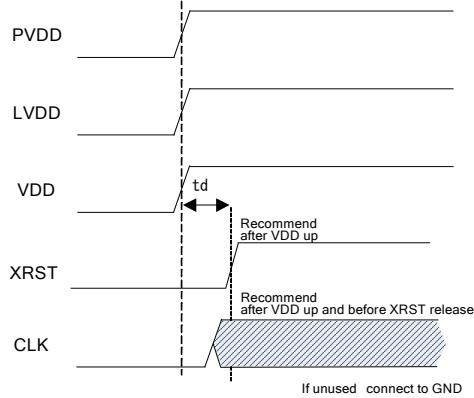 PVDD
LVDD
VDD
td
Recommend
after VDD up
XRST
Recommend
after VDD up and before XRST release
CLK
If unused connect to GND